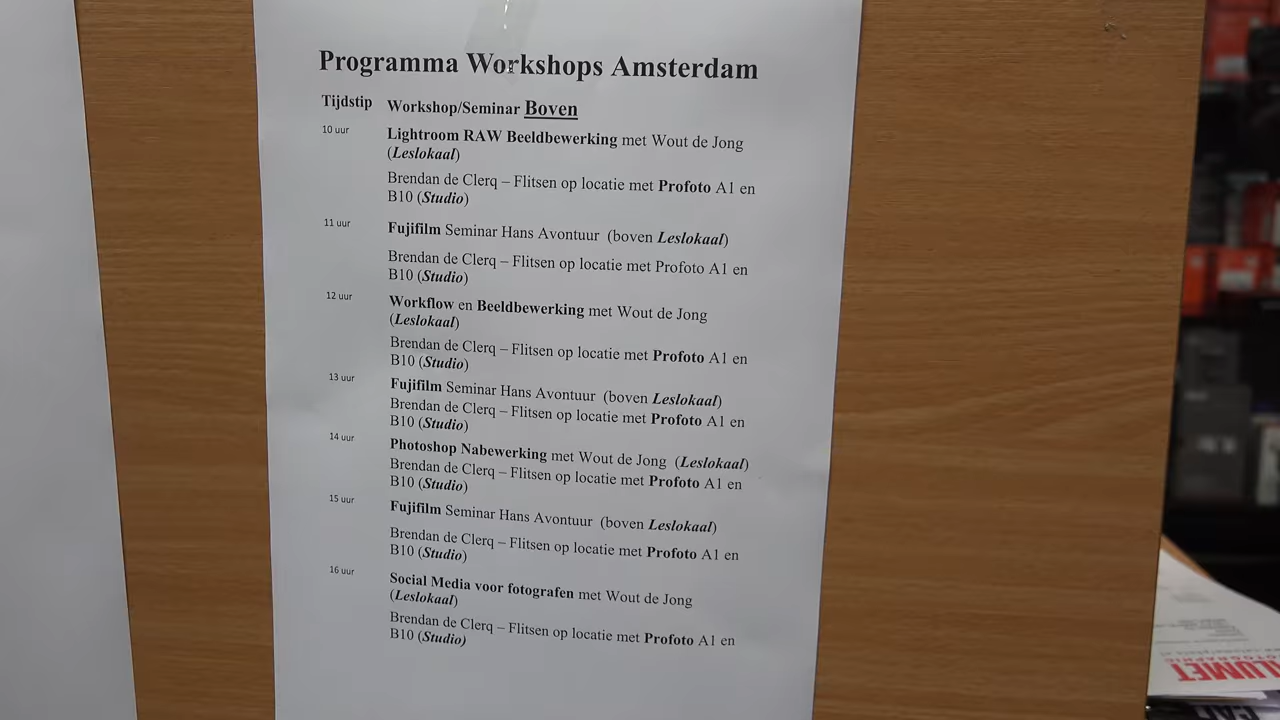 Programma Workshops Amsterdam
Tijdstip Workshop/Seminar Boven
10 uur Lightroom RAW Beeldbewerking met Wout de Jong
(Leslokaal)
Brendan de Clerq – Flitsen op locatie met Profoto A1 en
B10 (Studio)
11 uur Fujifilm Seminar Hans Avontuur (boven Leslokaal)
Brendan de Clerq – Flitsen op locatie met Profoto A1 en
B10 (Studio)
12 uur Workflow en Beeldbewerking met Wout de Jong
(Leslokaal)
Brendan de Clerq – Flitsen op locatie met Profoto A1 en
B10 (Studio)
13 uur Fujifilm Seminar Hans Avontuur (boven Leslokaal)
Brendan de Clerq – Flitsen op locatie met Profoto A1 en
B10 (Studio)
14 uur Photoshop Nabewerking met Wout de Jong (Leslokaal)
Brendan de Clerq – Flitsen op locatie met Profoto A1 en
B10 (Studio)
15 uur Fujifilm Seminar Hans Avontuur (boven Leslokaal)
Brendan de Clerq – Flitsen op locatie met Profoto A1 en
B10 (Studio)
16 uur Social Media voor fotografen met Wout de Jong
(Leslokaal)
Brendan de Clerq – Flitsen op locatie met Profoto A1 en
B10 (Studio)